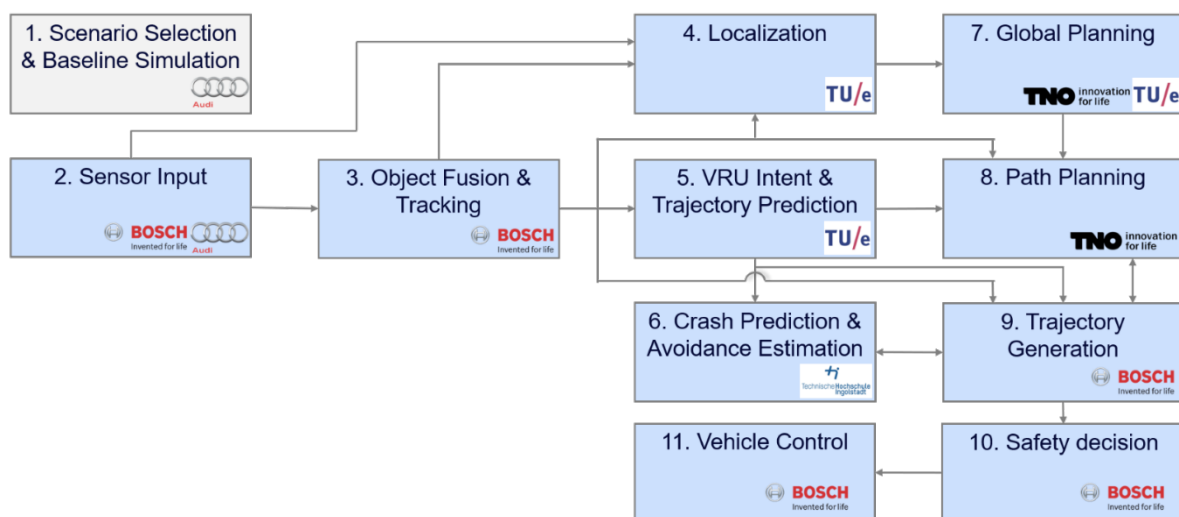 1. Scenario Selection
& Baseline Simulation
Audi
4. Localization
TU/e
7. Global Planning
TNO innovation
for life
TU/e
2. Sensor Input
BOSCH
Invented for life
Audi
3. Object Fusion &
Tracking
BOSCH
Invented for life
5. VRU Intent &
Trajectory Prediction
TU/e
8. Path Planning
TNO innovation
for life
6. Crash Prediction &
Avoidance Estimation
Technische Hochschule
Ingolstadt
9. Trajectory
Generation
BOSCH
Invented for life
11. Vehicle Control
BOSCH
Invented for life
10. Safety decision
BOSCH
Invented for life